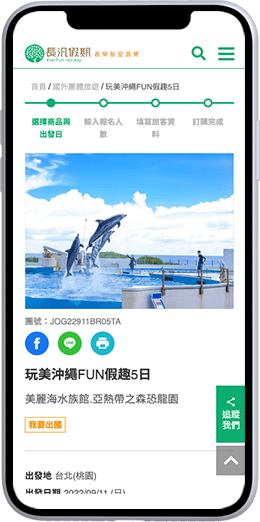 長汎假期 長榮航空直營
EverFun Holiday
首頁 / 國外團體旅遊 / 玩美沖繩FUN假趣5日
選擇商品與出發日
輸入報名人數
填寫旅客資料
訂購完成
團號：JOG22911BR05TA
玩美沖繩FUN假趣5日
美麗海水族館.亞熱帶之森恐龍園
我要出國
追蹤
我們
出發地 台北(桃園)
出發日期 2022/09/11 (日)